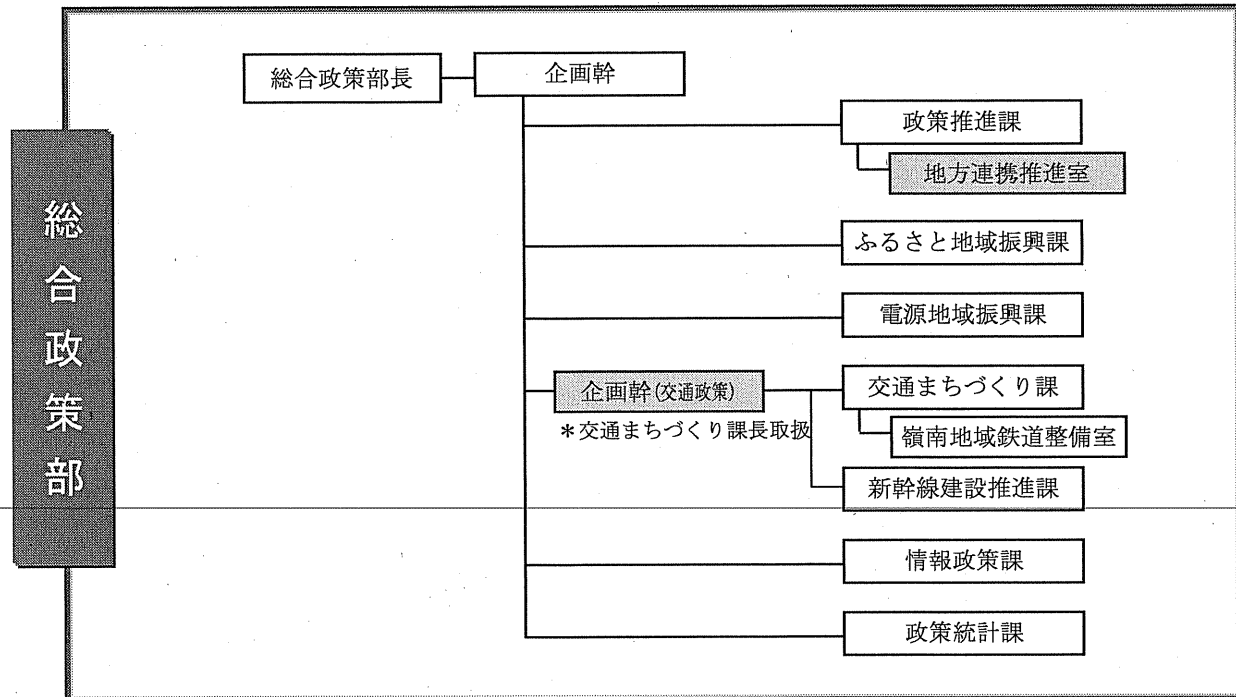 総合政策部
総合政策部長
企画幹
政策推進課
地方連携推進室
ふるさと地域振興課
電源地域振興課
企画幹(交通政策)
＊交通まちづくり課長取扱
交通まちづくり課
嶺南地域鉄道整備室
新幹線建設推進課
情報政策課
政策統計課